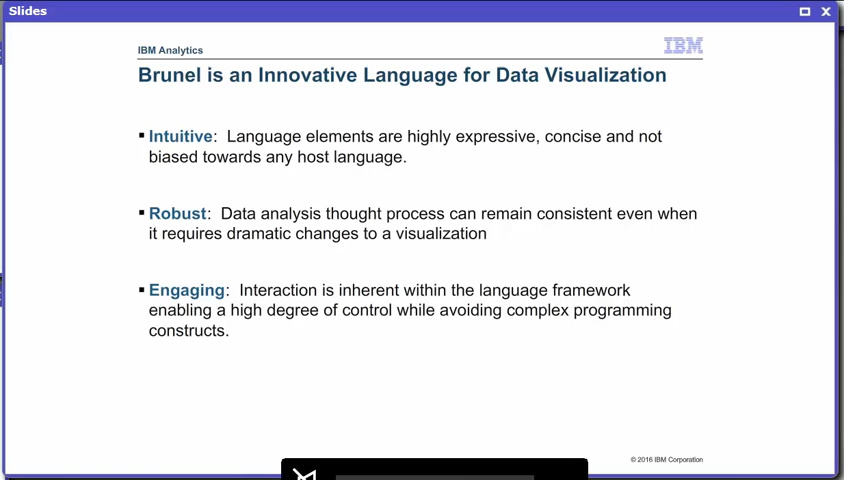 Slides
IBM Analytics
IBM
Brunel is an Innovative Language for Data Visualization
▪ Intuitive:  Language elements are highly expressive, concise and not
biased towards any host language.
▪ Robust:  Data analysis thought process can remain consistent even when
it requires dramatic changes to a visualization
▪ Engaging:  Interaction is inherent within the language framework
enabling a high degree of control while avoiding complex programming
constructs.
© 2016 IBM Corporation